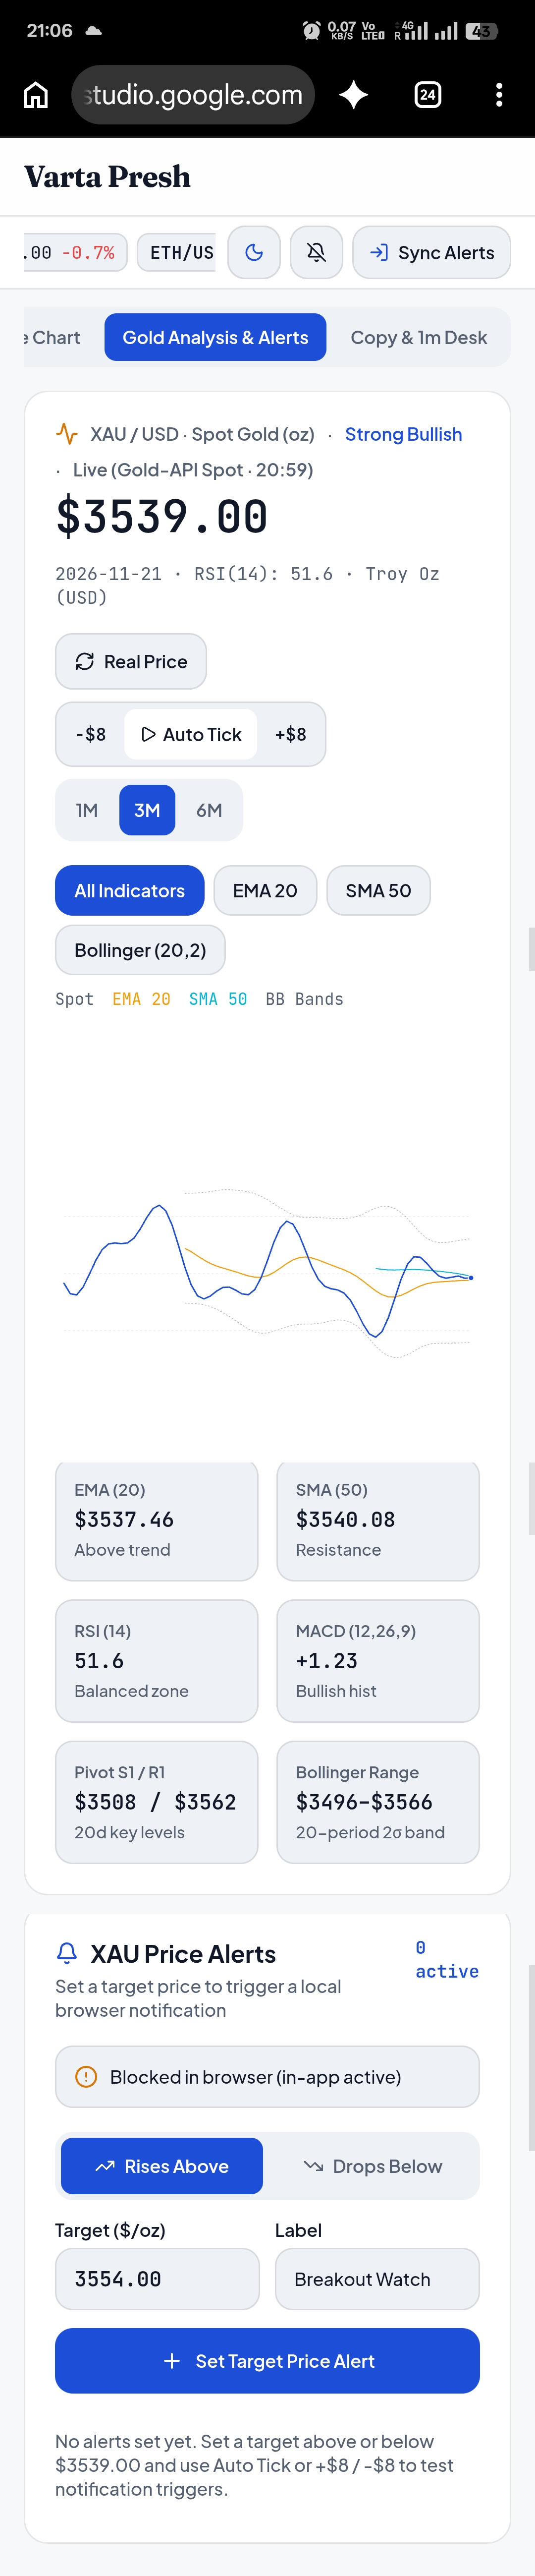 21:06 0.07 KB/S Vo LTE 4G R 43
studio.google.com 24
Varta Presh
.00 -0.7% ETH/US Sync Alerts
e Chart Gold Analysis & Alerts Copy & 1m Desk
XAU / USD · Spot Gold (oz) · Strong Bullish
· Live (Gold-API Spot · 20:59)
$3539.00
2026-11-21 · RSI(14): 51.6 · Troy Oz
(USD)
Real Price
-$8 Auto Tick +$8
1M 3M 6M
All Indicators EMA 20 SMA 50
Bollinger (20,2)
Spot EMA 20 SMA 50 BB Bands
EMA (20) SMA (50)
$3537.46 $3540.08
Above trend Resistance
RSI (14) MACD (12,26,9)
51.6 +1.23
Balanced zone Bullish hist
Pivot S1 / R1 Bollinger Range
$3508 / $3562 $3496–$3566
20d key levels 20-period 2σ band
XAU Price Alerts 0
active
Set a target price to trigger a local
browser notification
Blocked in browser (in-app active)
Rises Above Drops Below
Target ($/oz) Label
3554.00 Breakout Watch
Set Target Price Alert
No alerts set yet. Set a target above or below
$3539.00 and use Auto Tick or +$8 / -$8 to test
notification triggers.